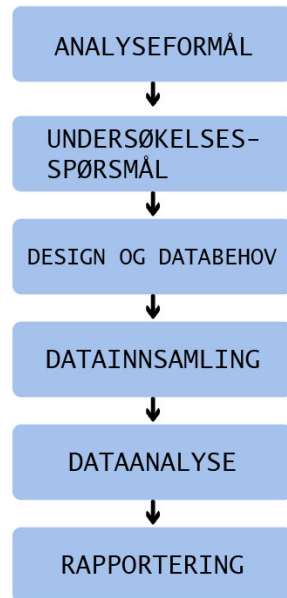 ANALYSEFORMÅL
UNDERSØKELSES-
SPØRSMÅL
DESIGN OG DATABEHOV
DATAINNSAMLING
DATAANALYSE
RAPPORTERING